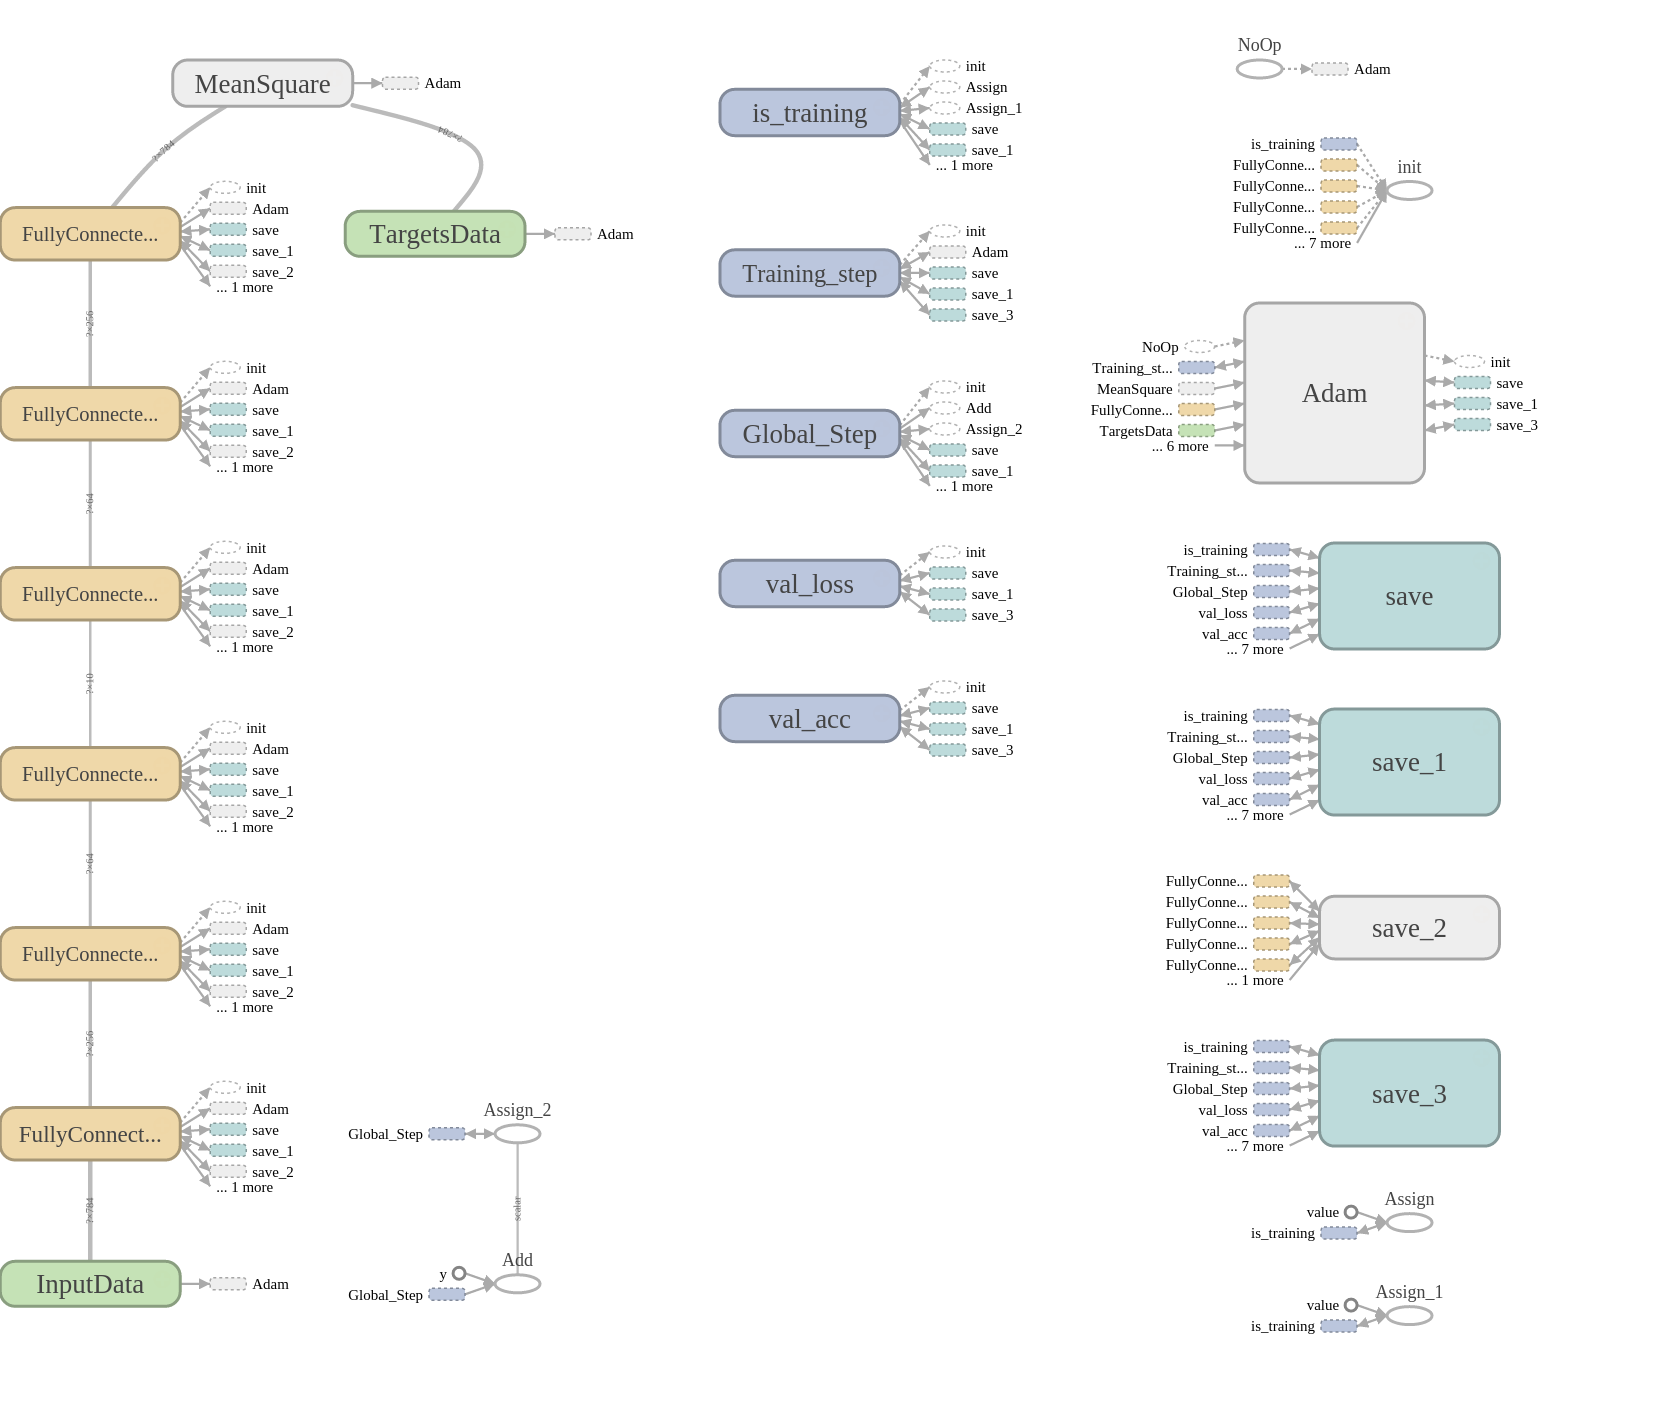 MeanSquare
Adam
?×784
?×784
FullyConnecte...
init
Adam
save
save_1
save_2
... 1 more
TargetsData
Adam
?×256
FullyConnecte...
init
Adam
save
save_1
save_2
... 1 more
?×64
FullyConnecte...
init
Adam
save
save_1
save_2
... 1 more
?×10
FullyConnecte...
init
Adam
save
save_1
save_2
... 1 more
?×64
FullyConnecte...
init
Adam
save
save_1
save_2
... 1 more
?×256
FullyConnect...
init
Adam
save
save_1
save_2
... 1 more
?×784
InputData
Adam
Assign_2
Global_Step
scalar
Add
y
Global_Step
is_training
init
Assign
Assign_1
save
save_1
... 1 more
Training_step
init
Adam
save
save_1
save_3
Global_Step
init
Add
Assign_2
save
save_1
... 1 more
val_loss
init
save
save_1
save_3
val_acc
init
save
save_1
save_3
NoOp
Adam
is_training
FullyConne...
FullyConne...
FullyConne...
FullyConne...
... 7 more
init
NoOp
Training_st...
MeanSquare
FullyConne...
TargetsData
... 6 more
Adam
init
save
save_1
save_3
is_training
Training_st...
Global_Step
val_loss
val_acc
... 7 more
save
is_training
Training_st...
Global_Step
val_loss
val_acc
... 7 more
save_1
FullyConne...
FullyConne...
FullyConne...
FullyConne...
FullyConne...
... 1 more
save_2
is_training
Training_st...
Global_Step
val_loss
val_acc
... 7 more
save_3
Assign
value
is_training
Assign_1
value
is_training